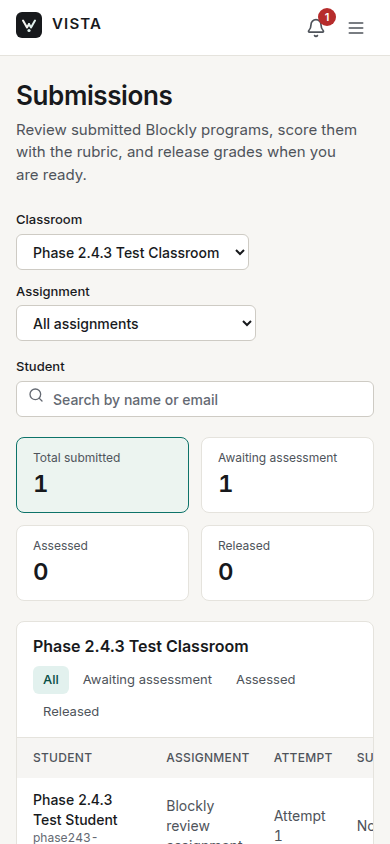 VISTA
1
Submissions
Review submitted Blockly programs, score them
with the rubric, and release grades when you
are ready.
Classroom
Phase 2.4.3 Test Classroom
Assignment
All assignments
Student
Search by name or email
Total submitted
1
Awaiting assessment
1
Assessed
0
Released
0
Phase 2.4.3 Test Classroom
All Awaiting assessment Assessed
Released
STUDENT ASSIGNMENT ATTEMPT
Phase 2.4.3
Test Student
phase243-
Blockly
review
Attempt
1